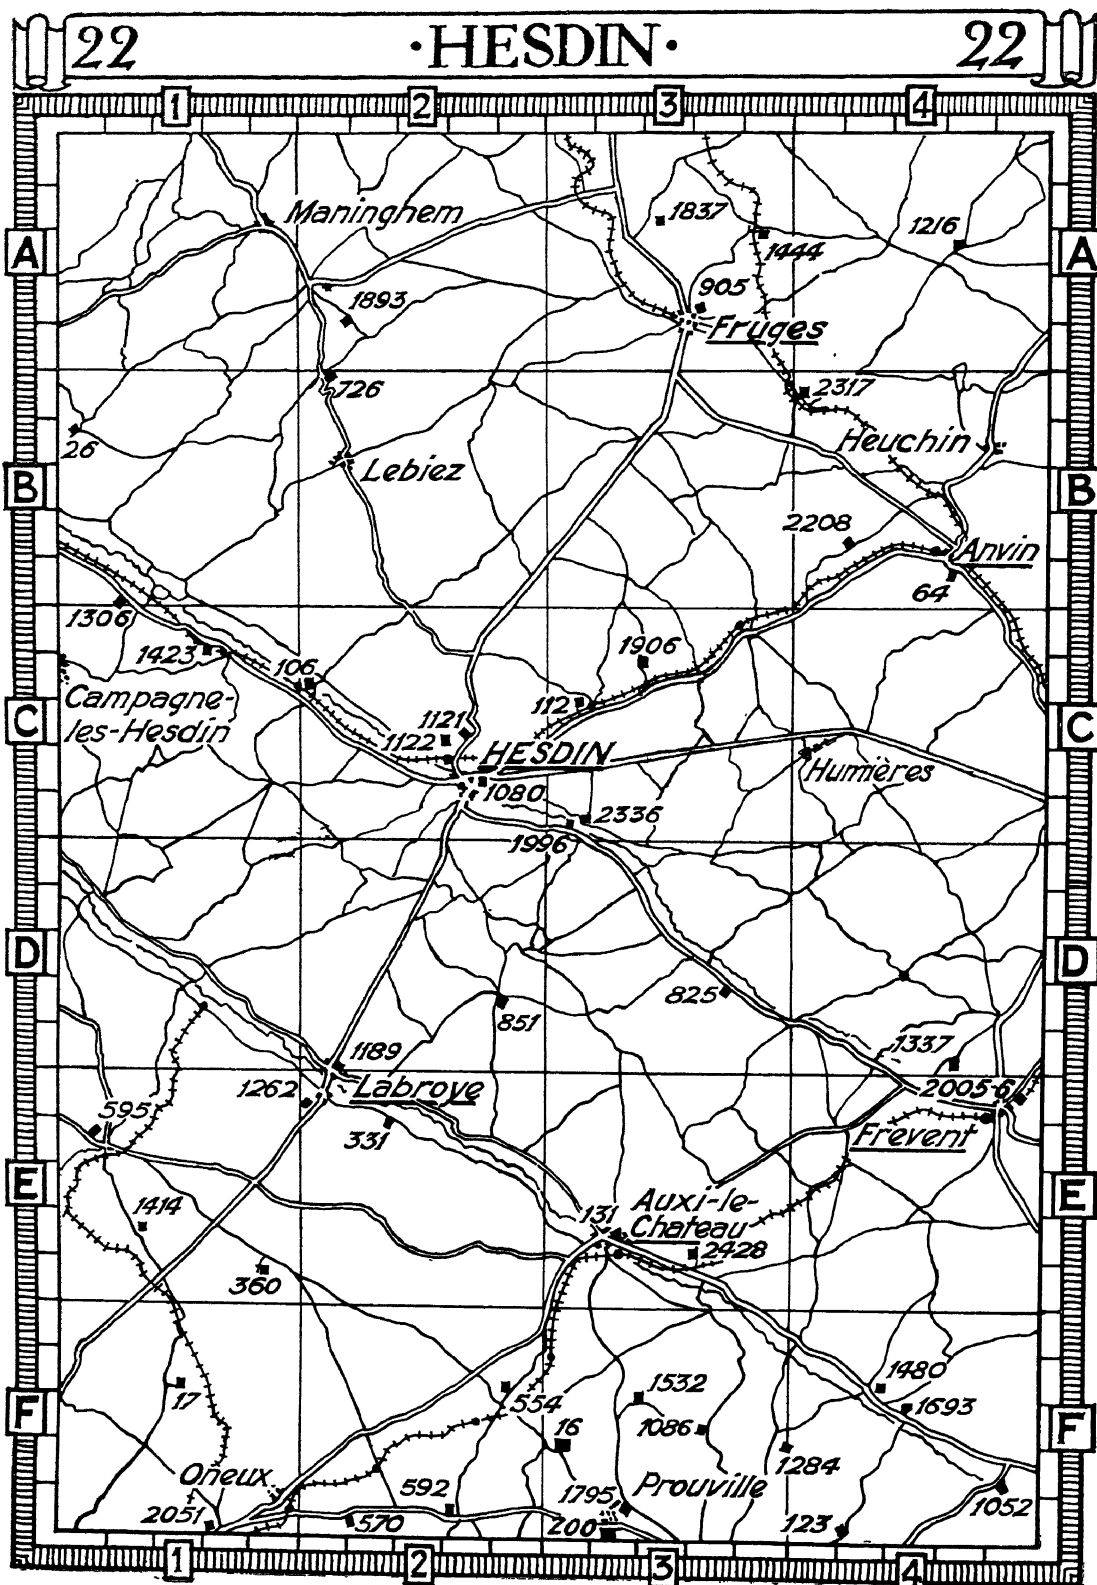 22 ·HESDIN· 22
1 2 3 4
Maninghem
1837
1216
A A
1444
1893
905
Fruges
726
2317
26
Heuchin
Lebiez
B B
2208
Anvin
64
1306
1906
1423
106
Campagne-
les-Hesdin
112
1121
C C
1122
HESDIN
Humières
1080
2336
1996
D D
825
851
1337
1189
1262
Labroye
2005-6
595
331
Frevent
E E
Auxi-le-
Chateau
131
1414
2428
360
1480
1532
17
554
1693
F F
16
1086
1284
Oneux
Prouville
592
1795
1052
2051
570
200
123
1 2 3 4